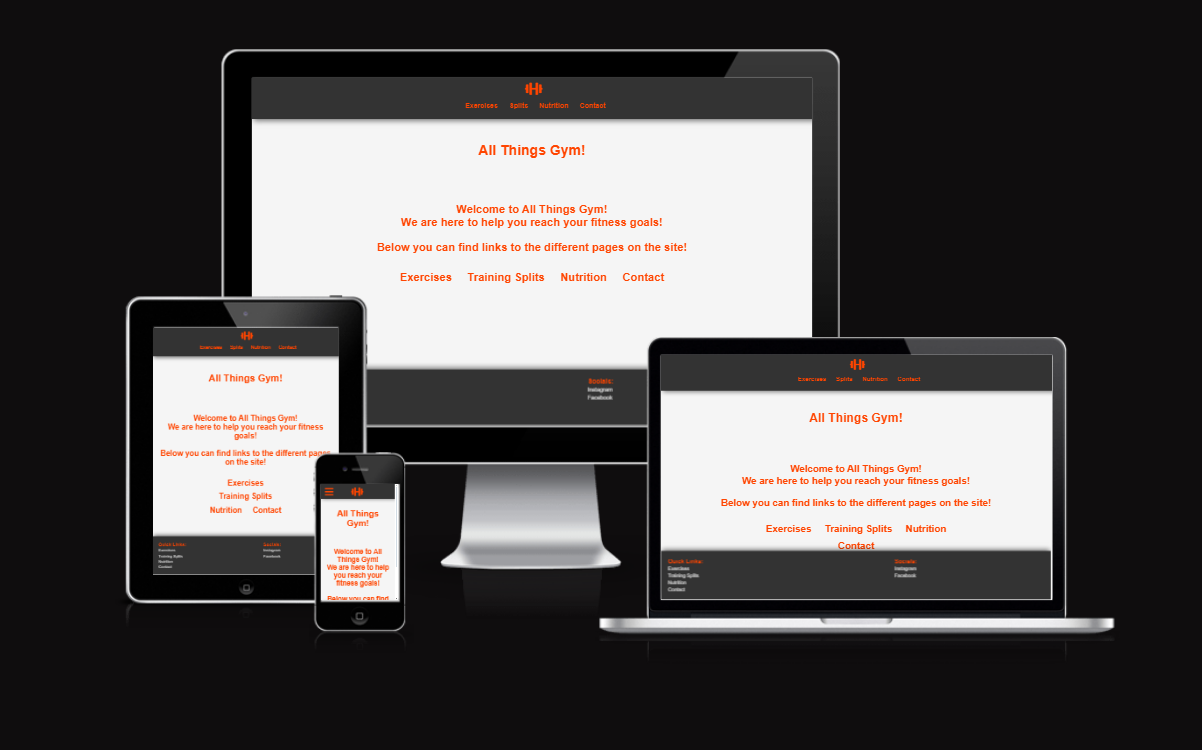 Exercises Splits Nutrition Contact
All Things Gym!
Welcome to All Things Gym!
We are here to help you reach your fitness goals!
Below you can find links to the different pages on the site!
Exercises Training Splits Nutrition Contact
Socials:
Instagram
Facebook
Exercises Splits Nutrition Contact
All Things Gym!
Welcome to All Things Gym!
We are here to help you reach your fitness
goals!
Below you can find links to the different pages
on the site!
Exercises
Training Splits
Nutrition Contact
Quick Links: Socials:
Exercises Instagram
Training Splits Facebook
Nutrition
Contact
All Things
Gym!
Welcome to All
Things Gym!
We are here to help
you reach your
fitness goals!
Below you can find
Exercises Splits Nutrition Contact
All Things Gym!
Welcome to All Things Gym!
We are here to help you reach your fitness goals!
Below you can find links to the different pages on the site!
Exercises Training Splits Nutrition
Contact
Quick Links: Socials:
Exercises Instagram
Training Splits Facebook
Nutrition
Contact